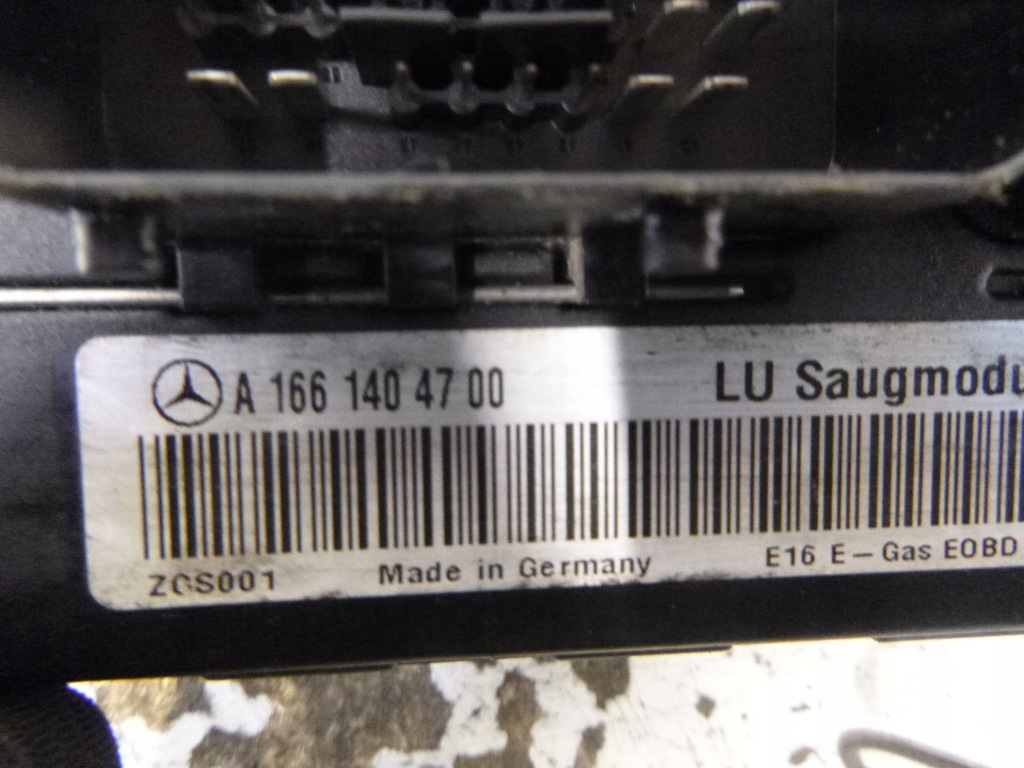 A 166 140 47 00 LU Saugmodu
ZGS001 Made in Germany E16 E-Gas EOBD